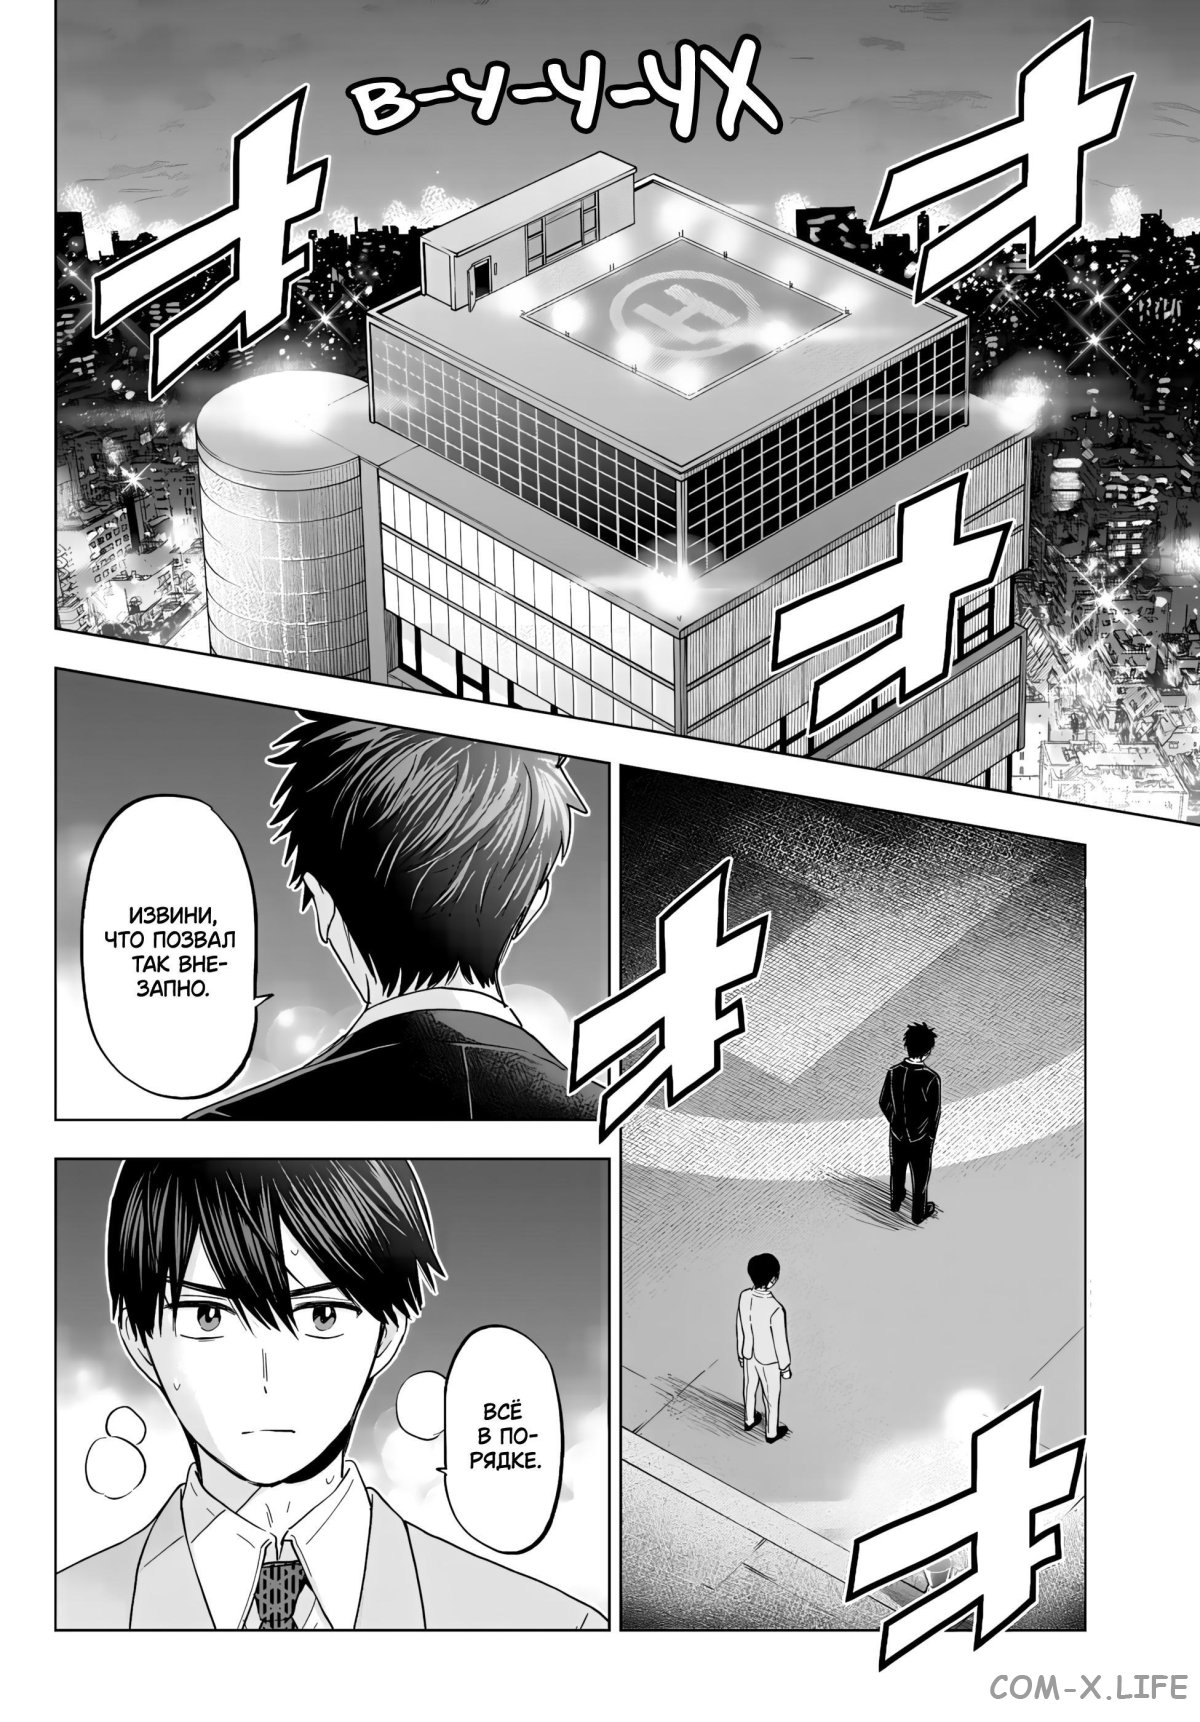 В-У-У-УХ
オ
オ
オ
H
ИЗВИНИ,
ЧТО ПОЗВАЛ
ТАК ВНЕ-
ЗАПНО.
オ
ВСЁ
В ПО-
РЯДКЕ.
オ
COM-X.LIFE